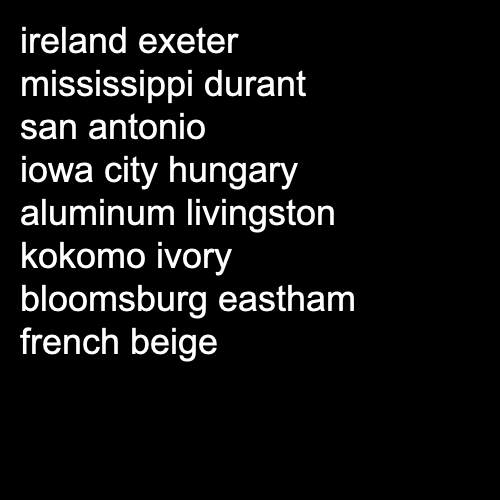 ireland exeter
mississippi durant
san antonio
iowa city hungary
aluminum livingston
kokomo ivory
bloomsburg eastham
french beige